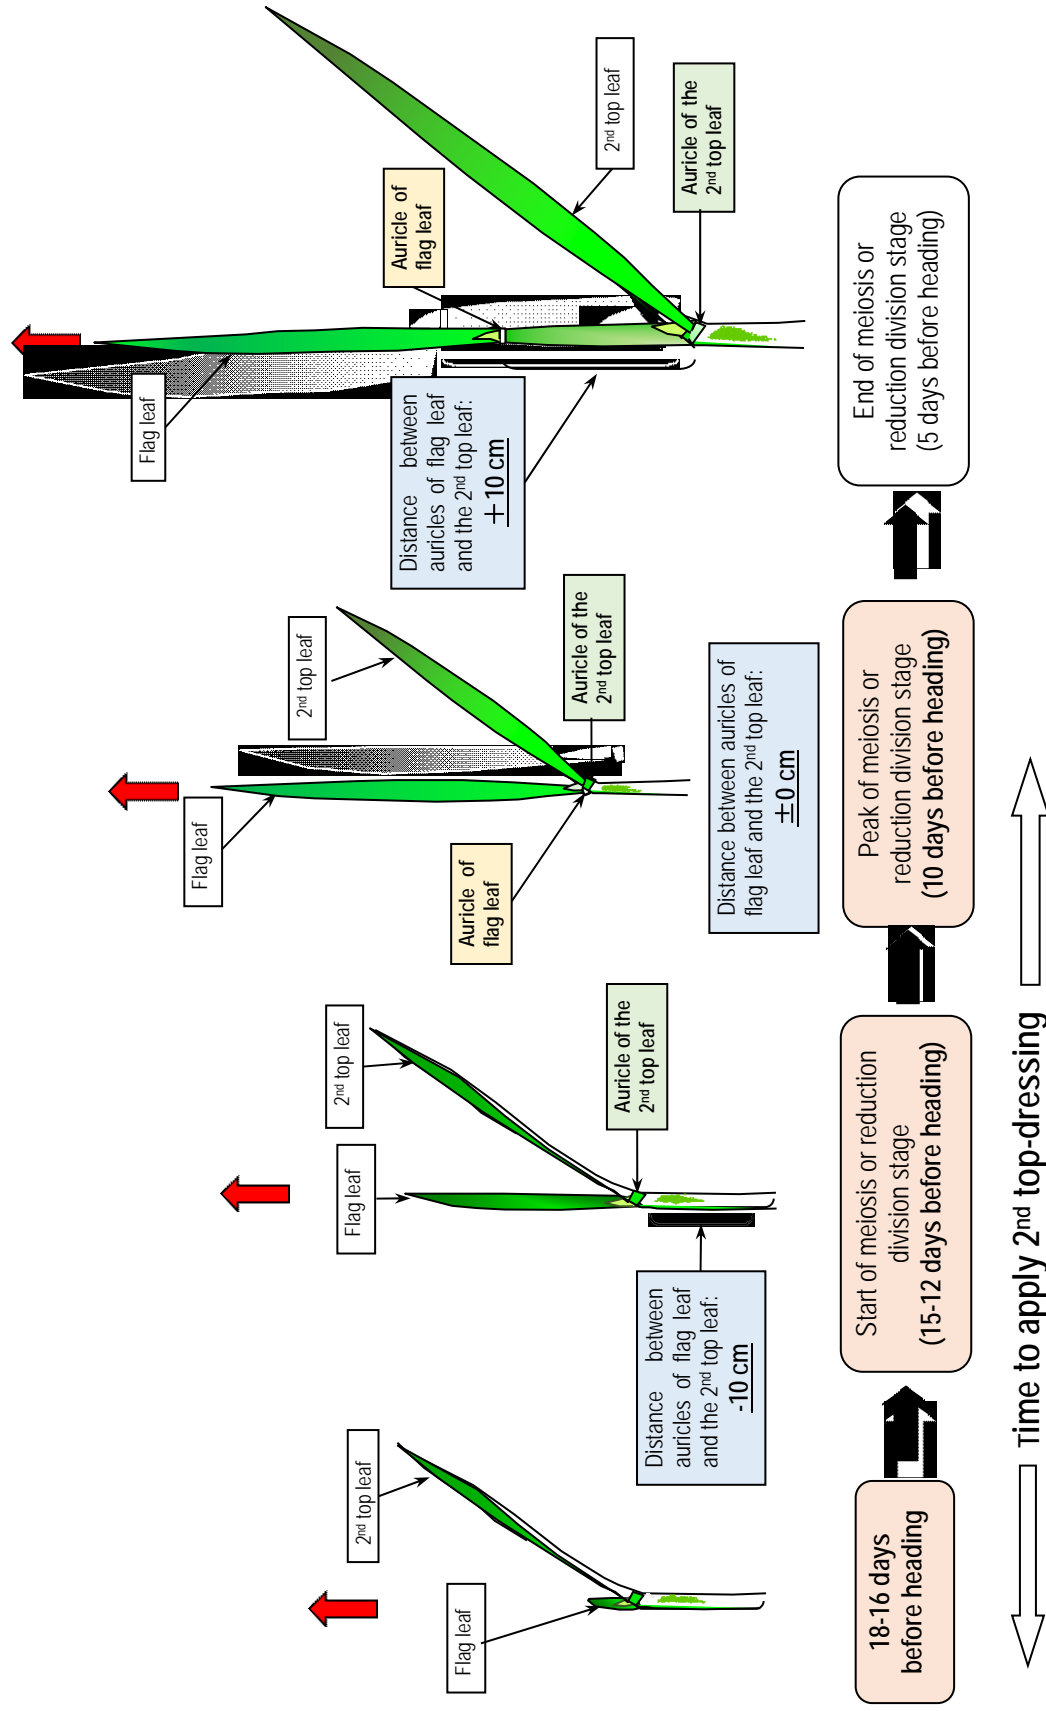 Flag leaf
2nd top leaf
18-16 days
before heading
Flag leaf
2nd top leaf
Auricle of the
2nd top leaf
Distance between
auricles of flag leaf
and the 2nd top leaf:
-10 cm
Start of meiosis or reduction
division stage
(15-12 days before heading)
Flag leaf
2nd top leaf
Auricle of
flag leaf
Auricle of the
2nd top leaf
Distance between auricles of
flag leaf and the 2nd top leaf:
±0 cm
Peak of meiosis or
reduction division stage
(10 days before heading)
Flag leaf
Auricle of
flag leaf
2nd top leaf
Auricle of the
2nd top leaf
Distance between
auricles of flag leaf
and the 2nd top leaf:
+10 cm
End of meiosis or
reduction division stage
(5 days before heading)
Time to apply 2nd top-dressing